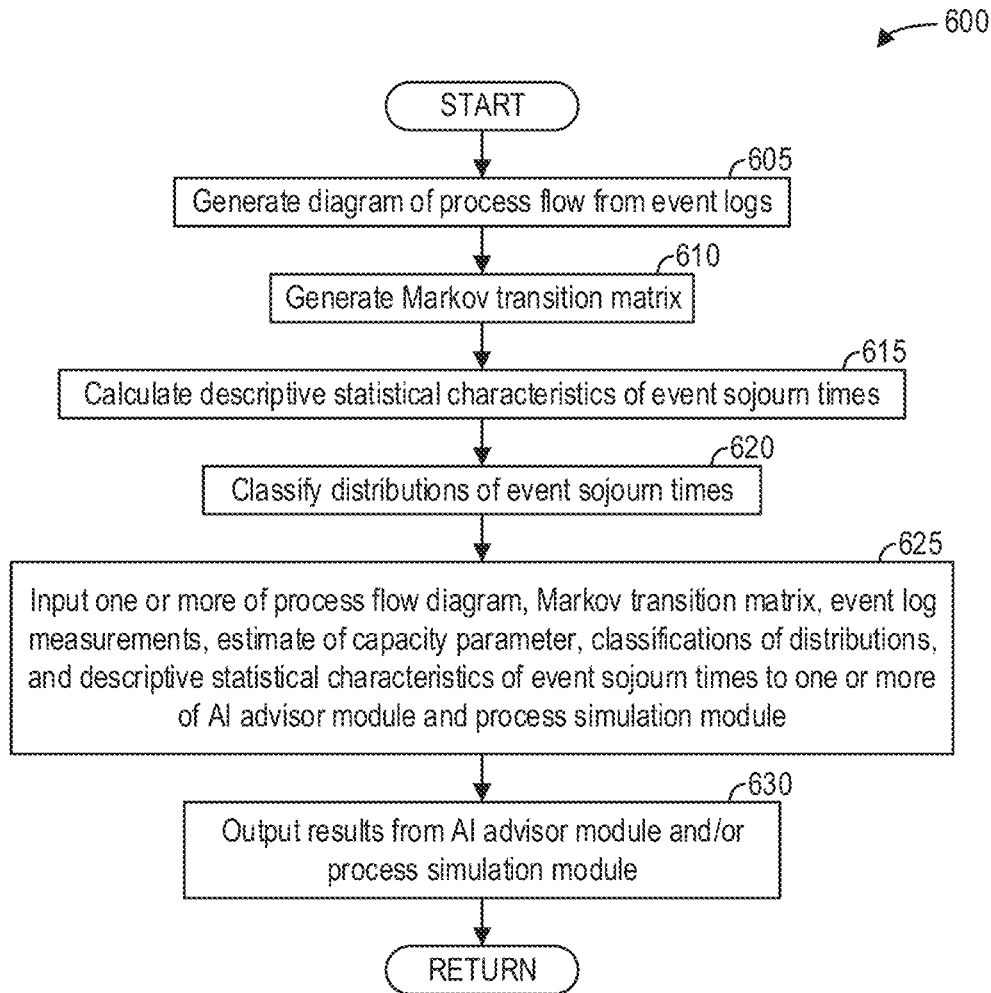 600
START
605
Generate diagram of process flow from event logs
610
Generate Markov transition matrix
615
Calculate descriptive statistical characteristics of event sojourn times
620
Classify distributions of event sojourn times
625
Input one or more of process flow diagram, Markov transition matrix, event log
measurements, estimate of capacity parameter, classifications of distributions,
and descriptive statistical characteristics of event sojourn times to one or more
of AI advisor module and process simulation module
630
Output results from AI advisor module and/or
process simulation module
RETURN